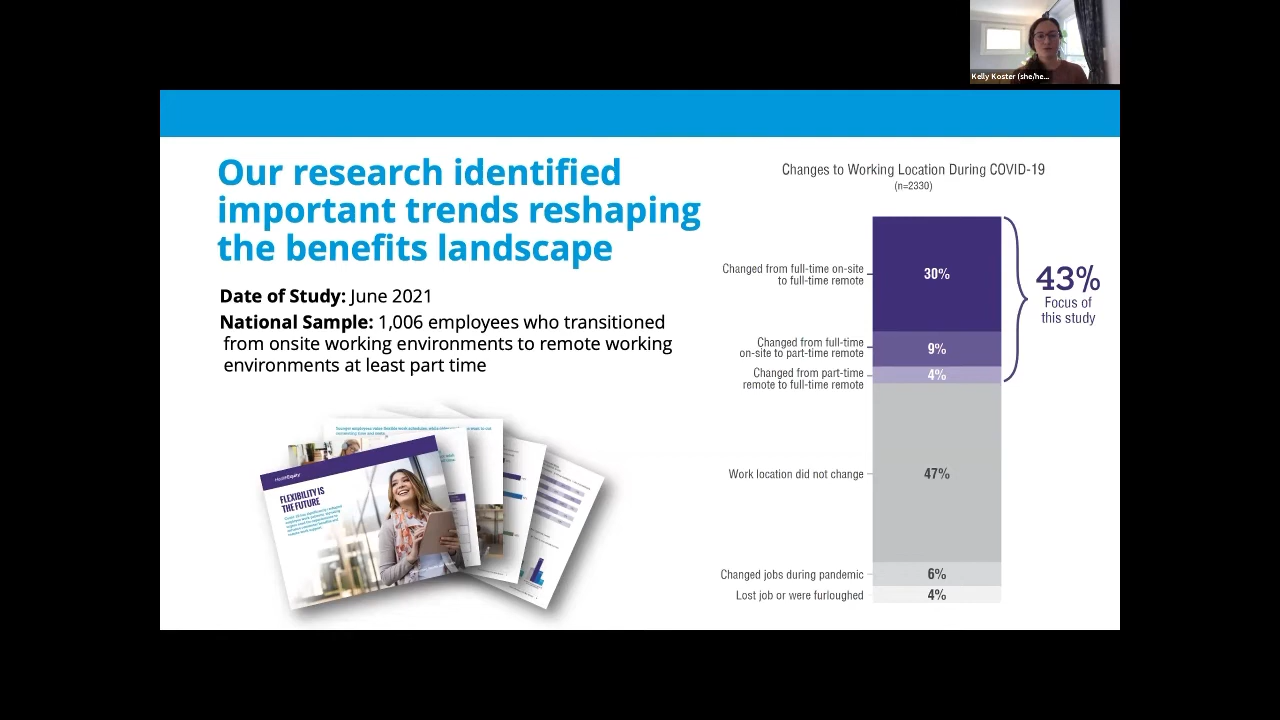 Kelly Koster (she/he...
Our research identified
important trends reshaping
the benefits landscape
Date of Study: June 2021
National Sample: 1,006 employees who transitioned
from onsite working environments to remote working
environments at least part time
HealthEquity
FLEXIBILITY IS
THE FUTURE
Changes to Working Location During COVID-19
(n=2330)
Changed from full-time on-site
to full-time remote
30%
Changed from full-time
on-site to part-time remote
9%
Changed from part-time
remote to full-time remote
4%
43%
Focus of
this study
Work location did not change
47%
Changed jobs during pandemic
6%
Lost job or were furloughed
4%